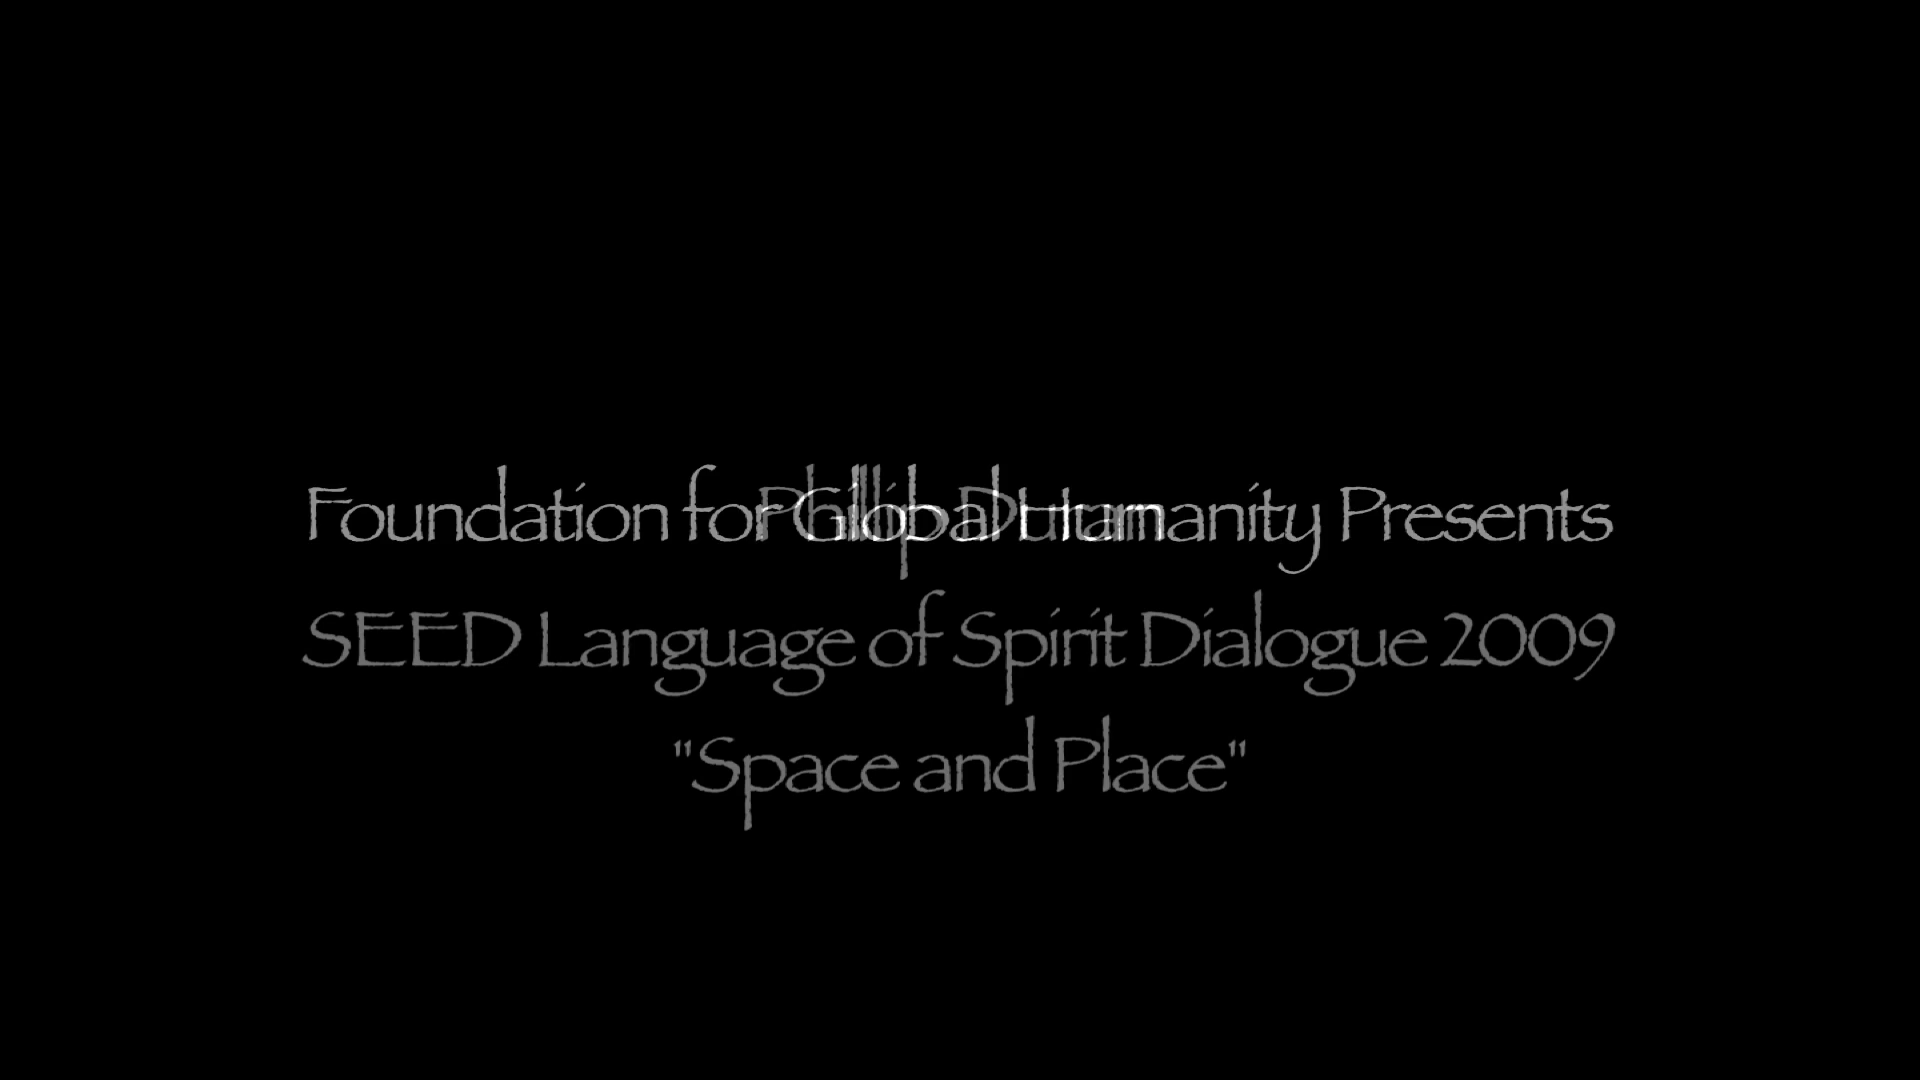 Foundation for Global Humanity Presents
SEED Language of Spirit Dialogue 2009
"Space and Place"